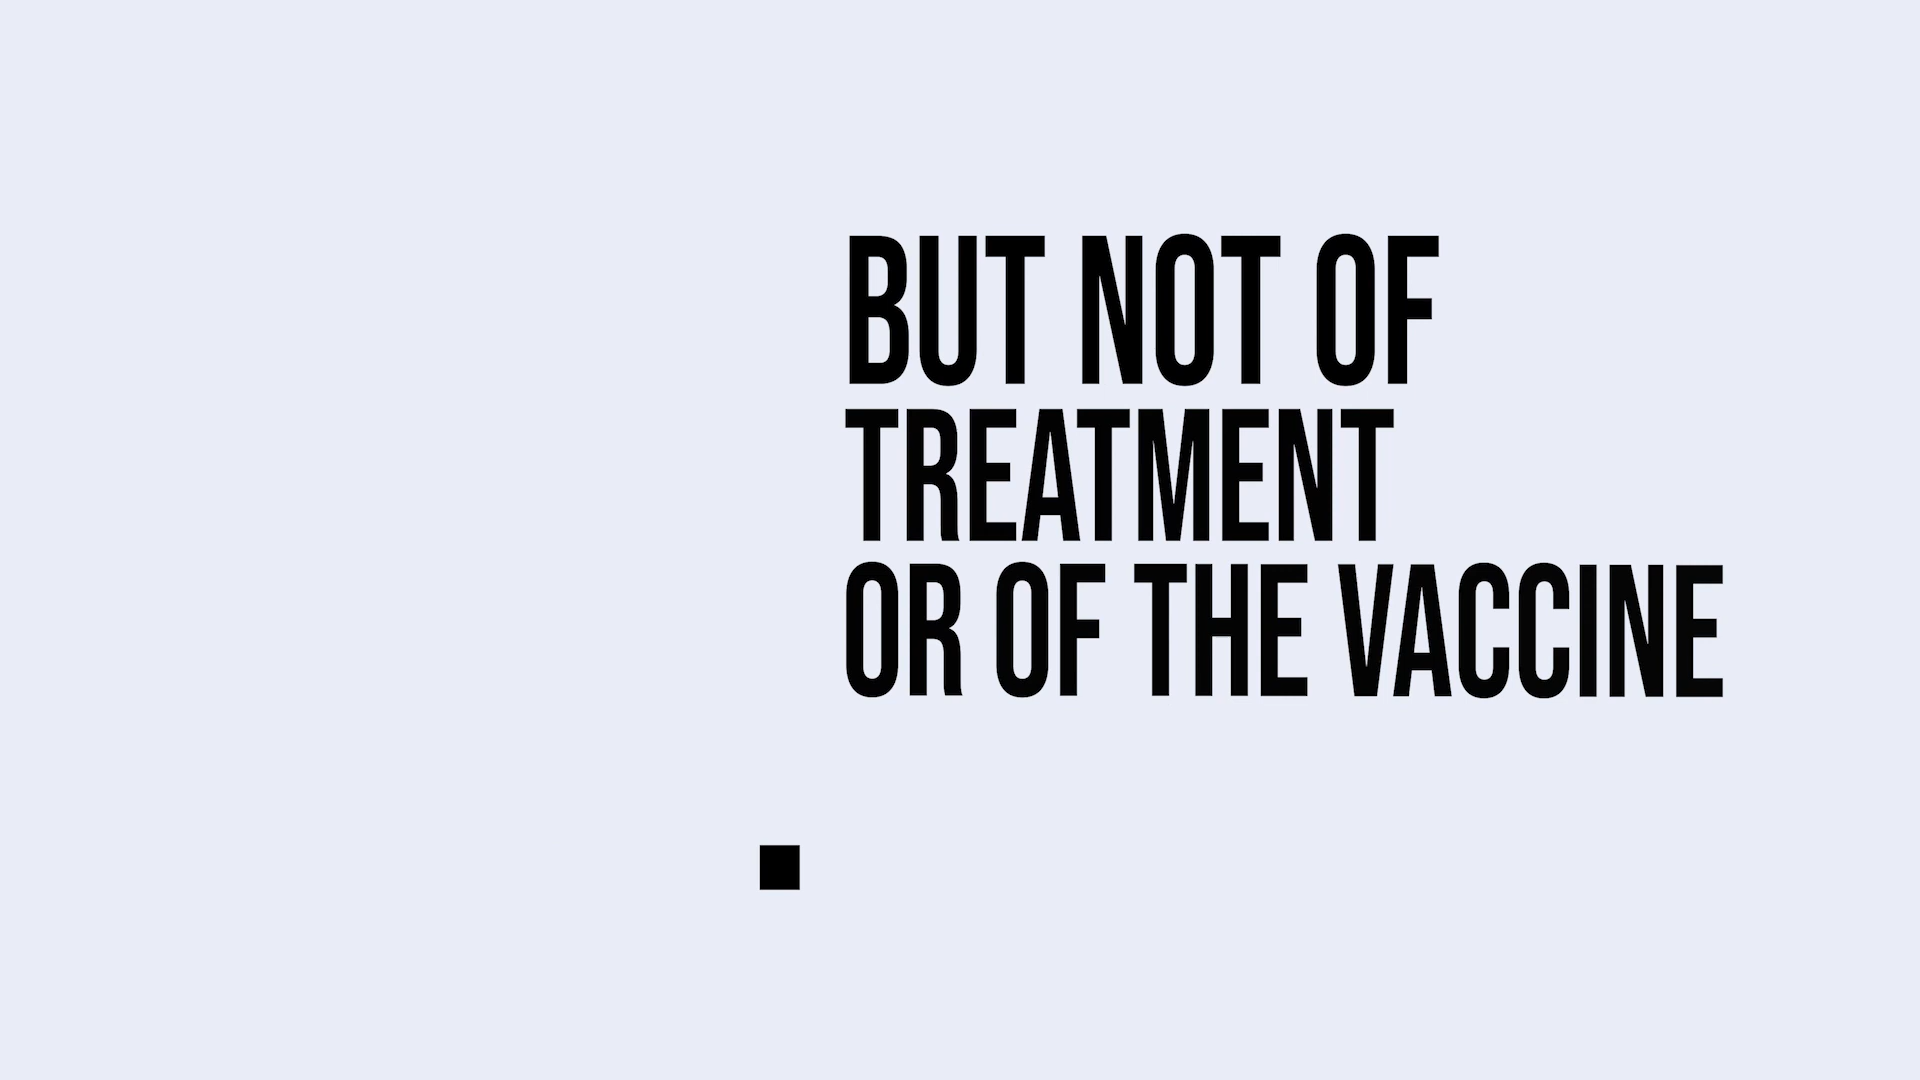 BUT NOT OF
TREATMENT
OR OF THE VACCINE